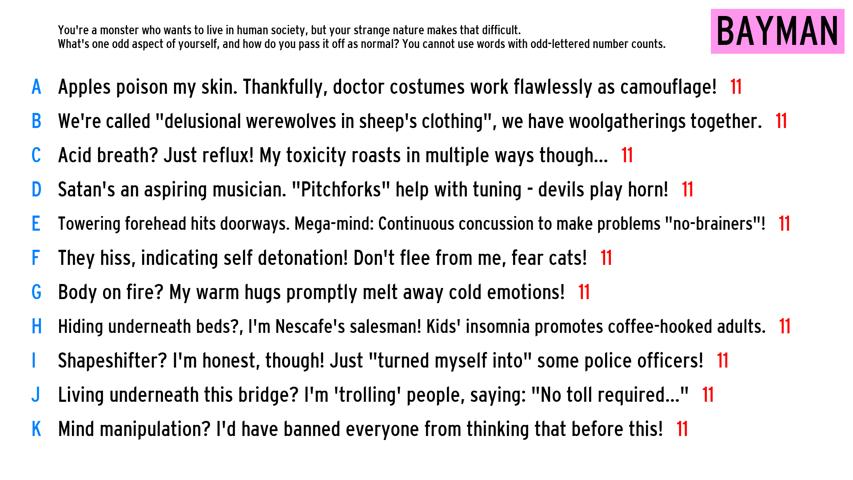 You're a monster who wants to live in human society, but your strange nature makes that difficult.
What's one odd aspect of yourself, and how do you pass it off as normal? You cannot use words with odd-lettered number counts.
BAYMAN
A Apples poison my skin. Thankfully, doctor costumes work flawlessly as camouflage! 11
B We're called "delusional werewolves in sheep's clothing", we have woolgatherings together. 11
C Acid breath? Just reflux! My toxicity roasts in multiple ways though... 11
D Satan's an aspiring musician. "Pitchforks" help with tuning - devils play horn! 11
E Towering forehead hits doorways. Mega-mind: Continuous concussion to make problems "no-brainers"! 11
F They hiss, indicating self detonation! Don't flee from me, fear cats! 11
G Body on fire? My warm hugs promptly melt away cold emotions! 11
H Hiding underneath beds?, I'm Nescafe's salesman! Kids' insomnia promotes coffee-hooked adults. 11
I Shapeshifter? I'm honest, though! Just "turned myself into" some police officers! 11
J Living underneath this bridge? I'm 'trolling' people, saying: "No toll required..." 11
K Mind manipulation? I'd have banned everyone from thinking that before this! 11